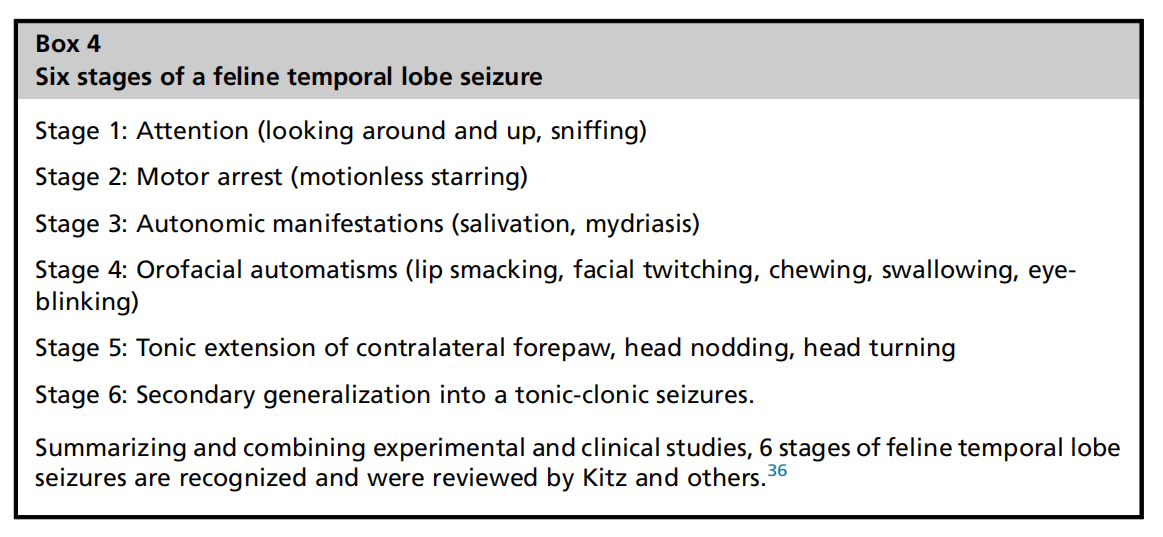 Box 4
Six stages of a feline temporal lobe seizure
Stage 1: Attention (looking around and up, sniffing)
Stage 2: Motor arrest (motionless starring)
Stage 3: Autonomic manifestations (salivation, mydriasis)
Stage 4: Orofacial automatisms (lip smacking, facial twitching, chewing, swallowing, eye-
blinking)
Stage 5: Tonic extension of contralateral forepaw, head nodding, head turning
Stage 6: Secondary generalization into a tonic-clonic seizures.
Summarizing and combining experimental and clinical studies, 6 stages of feline temporal lobe
seizures are recognized and were reviewed by Kitz and others.36